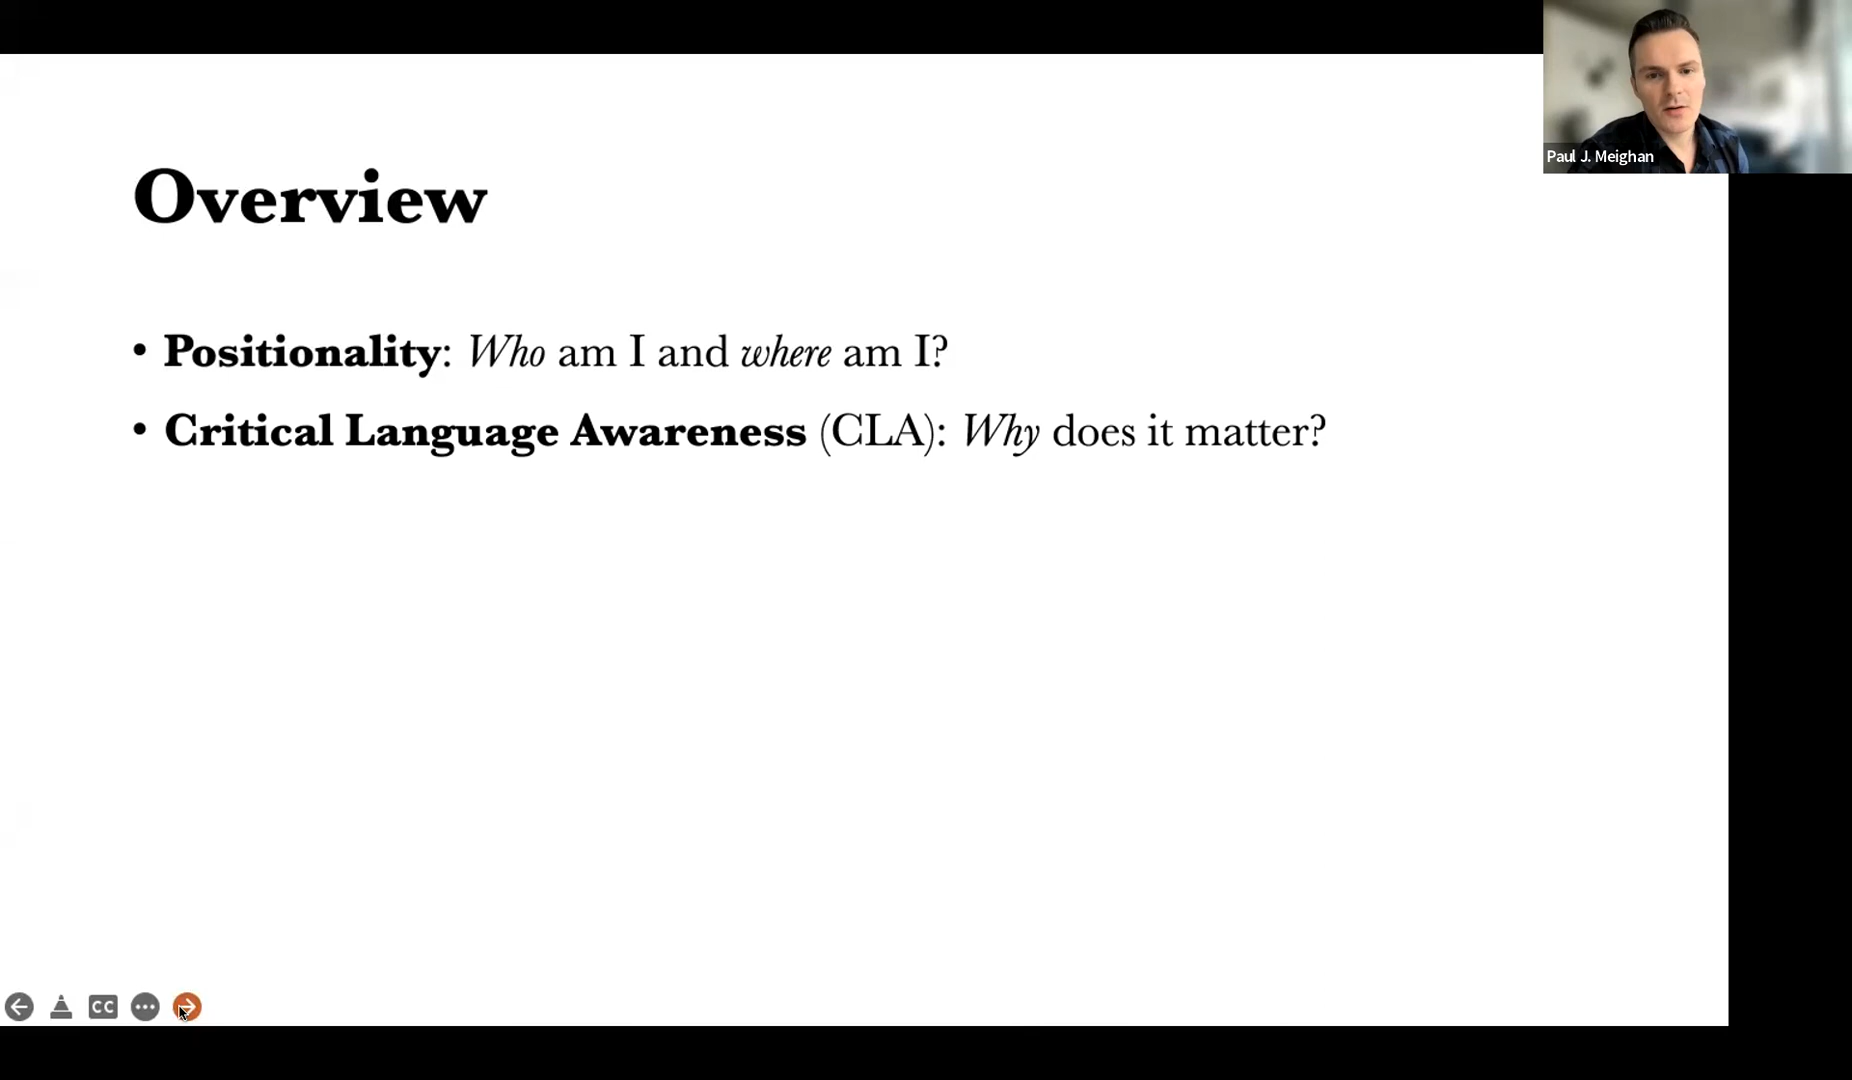 Overview
• Positionality: Who am I and where am I?
• Critical Language Awareness (CLA): Why does it matter?
Paul J. Meighan
CC